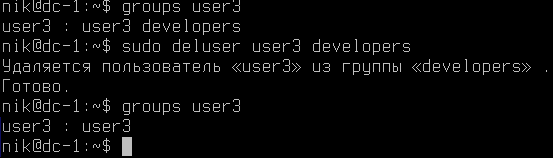 nik@dc-1:~$ groups user3
user3 : user3 developers
nik@dc-1:~$ sudo deluser user3 developers
Удаляется пользователь «user3» из группы «developers» .
Готово.
nik@dc-1:~$ groups user3
user3 : user3
nik@dc-1:~$